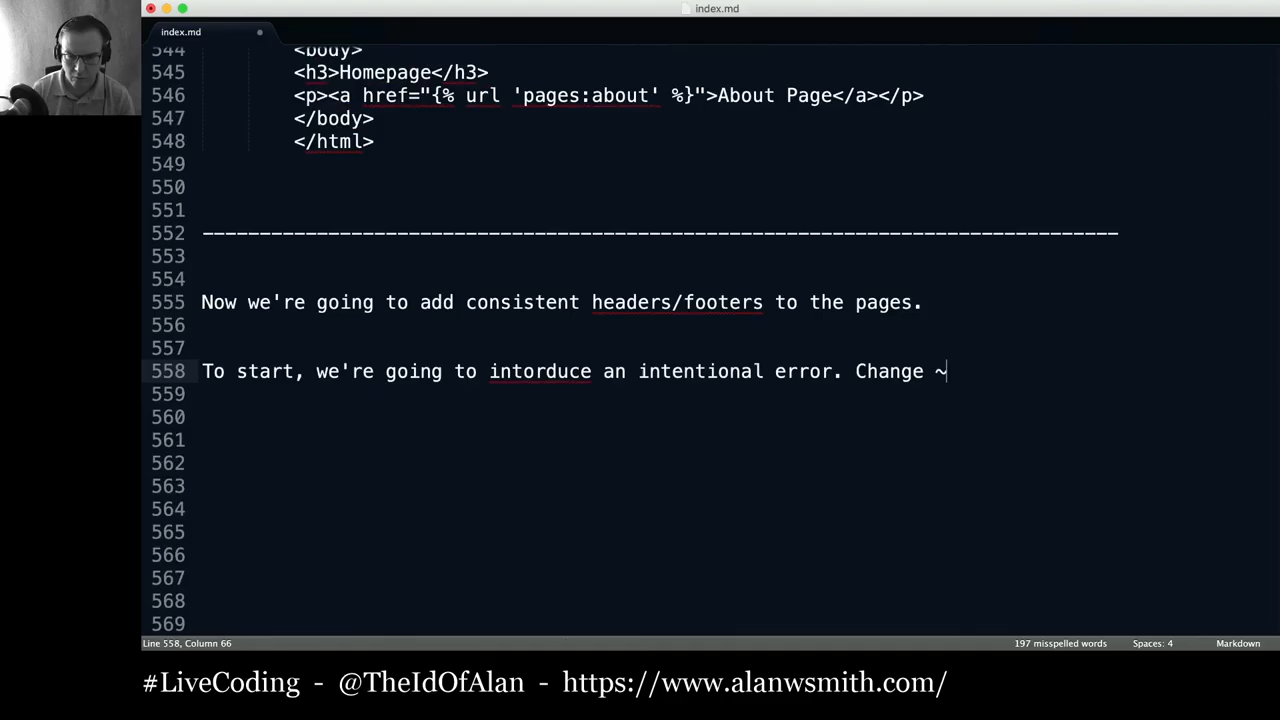 index.md
index.md
544 <body>
545 <h3>Homepage</h3>
546 <p><a href="{% url 'pages:about' %}">About Page</a></p>
547 </body>
548 </html>
549
550
551
552 --------------------------------------------------------------------------------
553
554
555 Now we're going to add consistent headers/footers to the pages.
556
557
558 To start, we're going to intorduce an intentional error. Change ~
559
560
561
562
563
564
565
566
567
568
569
Line 558, Column 66 197 misspelled words Spaces: 4 Markdown
#LiveCoding - @TheIdOfAlan - https://www.alanwsmith.com/